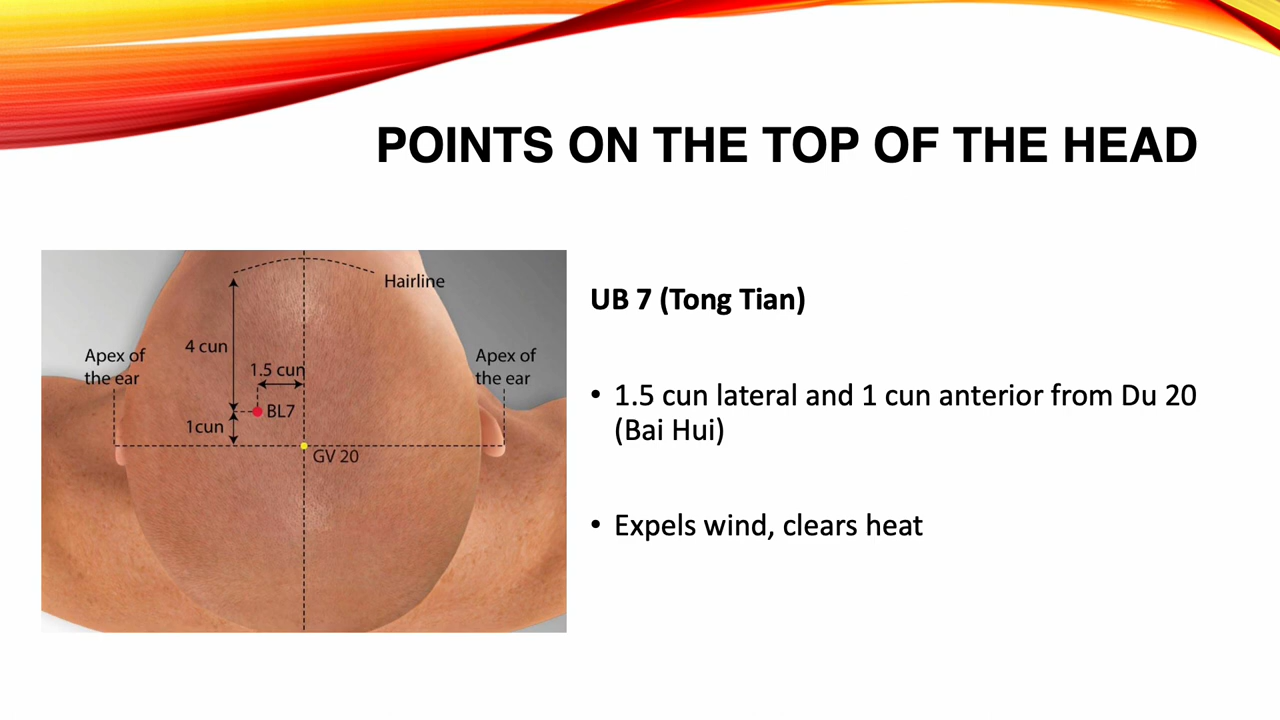 POINTS ON THE TOP OF THE HEAD
Hairline
4 cun
Apex of
the ear
1.5 cun
Apex of
the ear
BL7
1cun
GV 20
UB 7 (Tong Tian)
• 1.5 cun lateral and 1 cun anterior from Du 20
(Bai Hui)
• Expels wind, clears heat